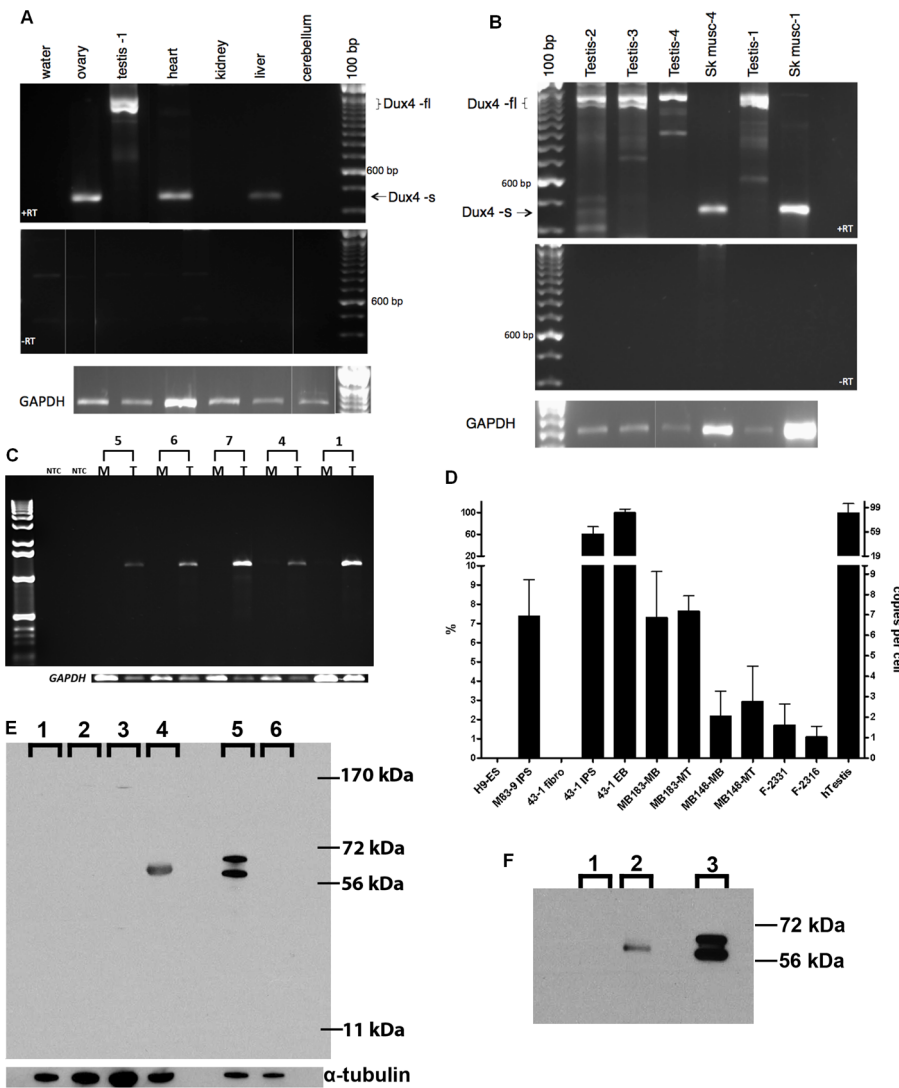 A
water
ovary
testis -1
heart
kidney
liver
cerebellum
100 bp
Dux4 -fl
600 bp
Dux4 -s
+RT
600 bp
-RT
GAPDH
B
100 bp
Testis-2
Testis-3
Testis-4
Sk musc-4
Testis-1
Sk musc-1
Dux4 -fl
600 bp
Dux4 -s
+RT
600 bp
-RT
GAPDH
C
5 6 7 4 1
NTC NTC M T M T M T M T M T
GAPDH
D
100
60
20
10
9
8
7
6
5
4
3
2
1
0
%
99
59
19
9
8
7
6
5
4
3
2
1
0
copies per cell
H9-ES
M83-9 IPS
43-1 fibro
43-1 IPS
43-1 EB
MB183-MB
MB183-MT
MB148-MB
MB148-MT
F-2331
F-2316
hTestis
E
1 2 3 4 5 6
170 kDa
72 kDa
56 kDa
11 kDa
α-tubulin
F
1 2 3
72 kDa
56 kDa